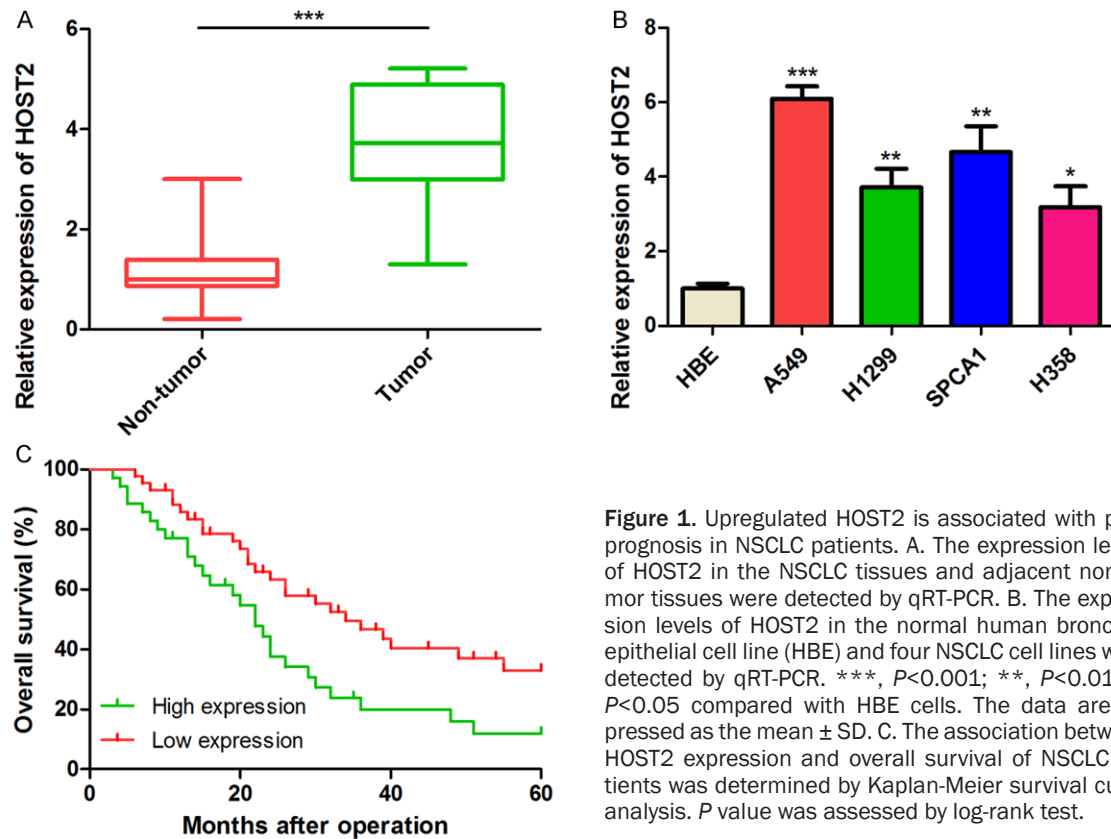 A
Relative expression of HOST2
6
4
2
0
***
Non-tumor
Tumor
B
Relative expression of HOST2
8
6
4
2
0
***
**
**
*
HBE
A549
H1299
SPCA1
H358
C
Overall survival (%)
100
80
60
40
20
0
High expression
Low expression
0
20
40
60
Months after operation
Figure 1. Upregulated HOST2 is associated with p
prognosis in NSCLC patients. A. The expression lev
of HOST2 in the NSCLC tissues and adjacent non
mor tissues were detected by qRT-PCR. B. The exp
sion levels of HOST2 in the normal human bronc
epithelial cell line (HBE) and four NSCLC cell lines w
detected by qRT-PCR. ***, P<0.001; **, P<0.01
P<0.05 compared with HBE cells. The data are
pressed as the mean ± SD. C. The association betw
HOST2 expression and overall survival of NSCLC
tients was determined by Kaplan-Meier survival cu
analysis. P value was assessed by log-rank test.